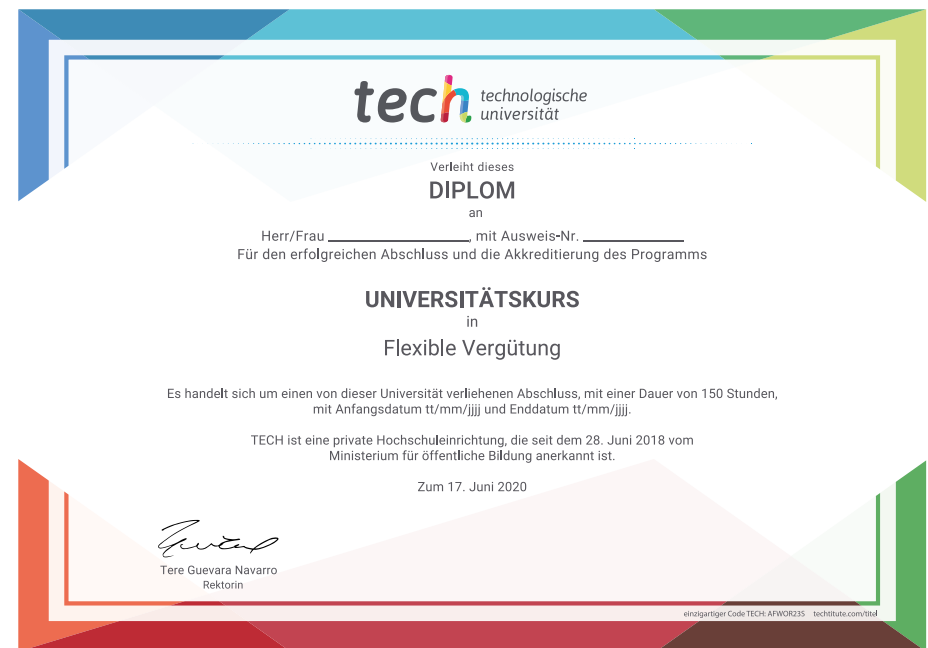 tech technologische
universität
Verleiht dieses
DIPLOM
an
Herr/Frau ____________________, mit Ausweis-Nr. ______________
Für den erfolgreichen Abschluss und die Akkreditierung des Programms
UNIVERSITÄTSKURS
in
Flexible Vergütung
Es handelt sich um einen von dieser Universität verliehenen Abschluss, mit einer Dauer von 150 Stunden,
mit Anfangsdatum tt/mm/jjjj und Enddatum tt/mm/jjjj.
TECH ist eine private Hochschuleinrichtung, die seit dem 28. Juni 2018 vom
Ministerium für öffentliche Bildung anerkannt ist.
Zum 17. Juni 2020
Tere Guevara Navarro
Rektorin
einzigartiger Code TECH: AFWOR23S techtitute.com/titel